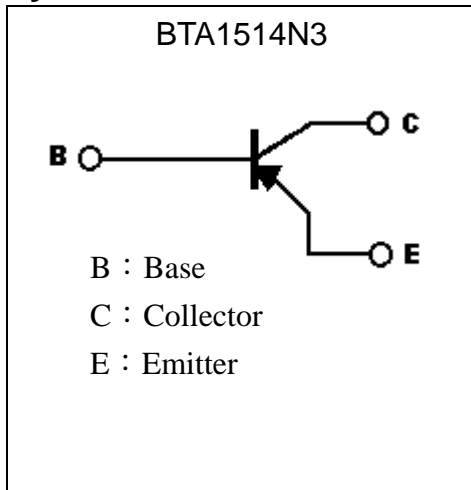 BTA1514N3
B C
E
B：Base
C：Collector
E：Emitter